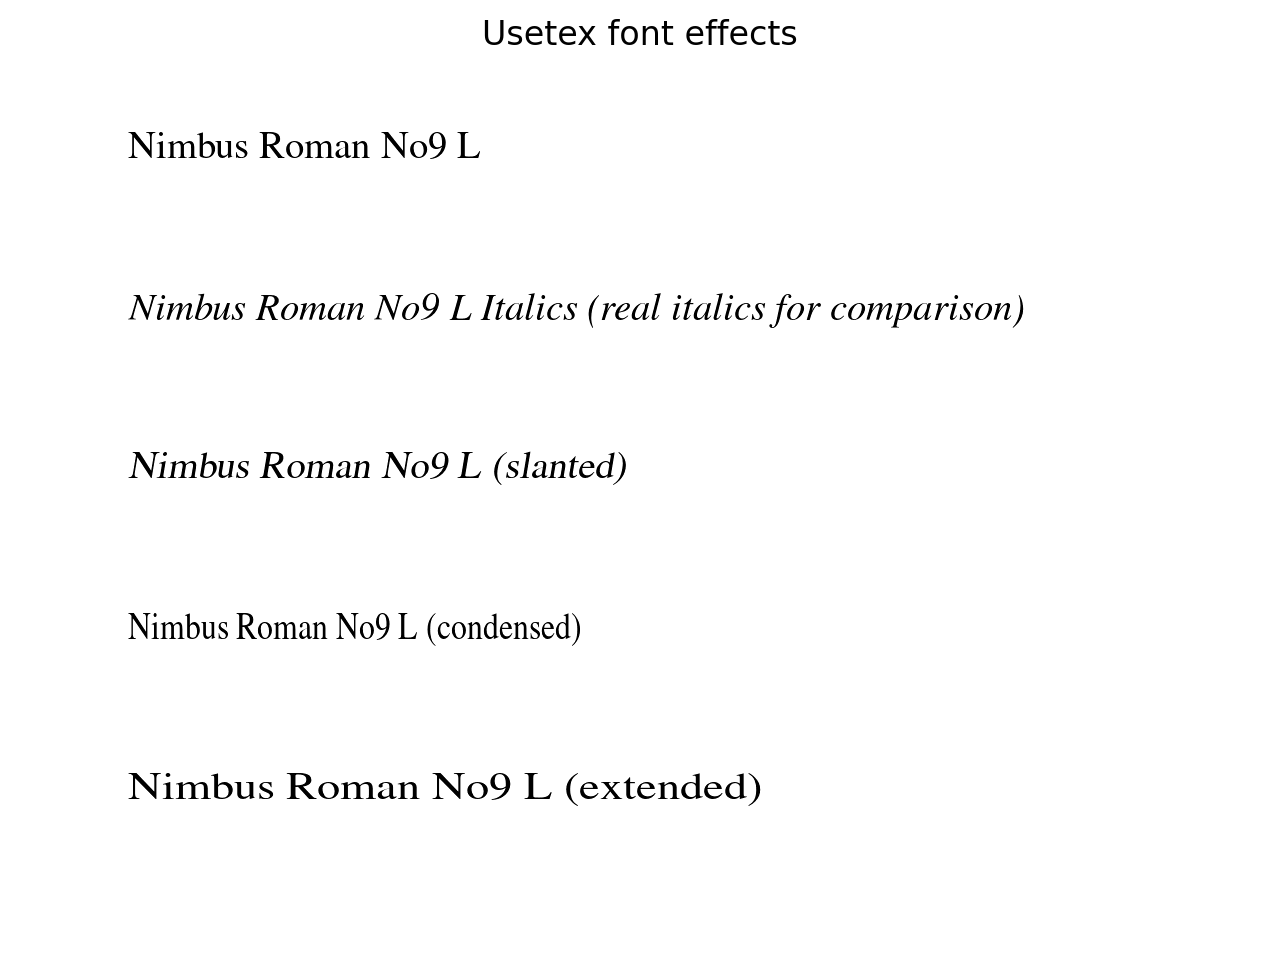 Usetex font effects
Nimbus Roman No9 L
Nimbus Roman No9 L Italics (real italics for comparison)
Nimbus Roman No9 L (slanted)
Nimbus Roman No9 L (condensed)
Nimbus Roman No9 L (extended)